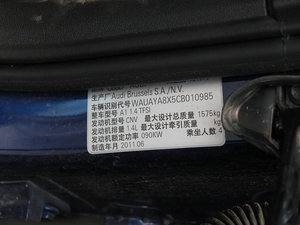 生产厂 Audi Brussels S.A./N.V.
车辆识别代号 WAUAYA8X5CB010985
整车型号 A1 1.4 TFSI
发动机型号 CNV 最大设计总质量 1575kg
发动机排量 1.4L 最大设计牵引质量 kg
发动机额定功率 090KW 乘坐人数 4
制造年月 2011.06